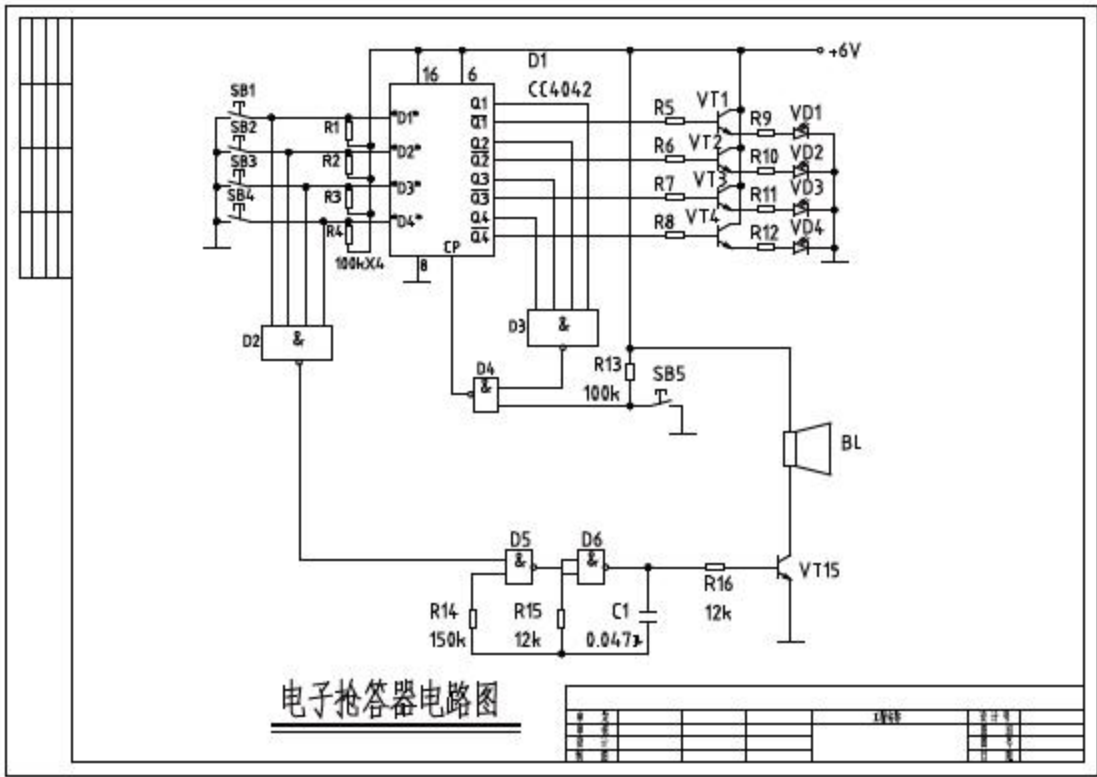 +6V
D1
CC4042
16
6
SB1
SB2
SB3
SB4
R1
R2
R3
R4
100kX4
"D1"
"D2"
"D3"
"D4"
CP
8
Q1
Q1
Q2
Q2
Q3
Q3
Q4
Q4
R5
R6
R7
R8
VT1
VT2
VT3
VT4
R9
R10
R11
R12
VD1
VD2
VD3
VD4
D2
&
D3
&
D4
&
R13
100k
SB5
BL
D5
&
D6
&
R14
150k
R15
12k
C1
0.047μ
R16
12k
VT15
电子抢答器电路图